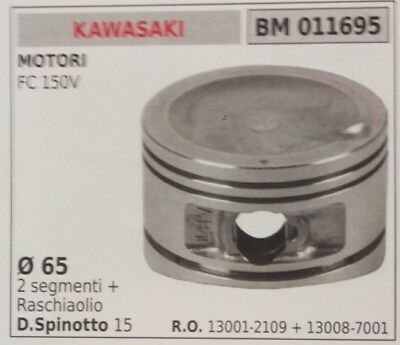 KAWASAKI
BM 011695
MOTORI
FC 150V
Ø 65
2 segmenti +
Raschiaolio
D.Spinotto 15
R.O. 13001-2109 + 13008-7001